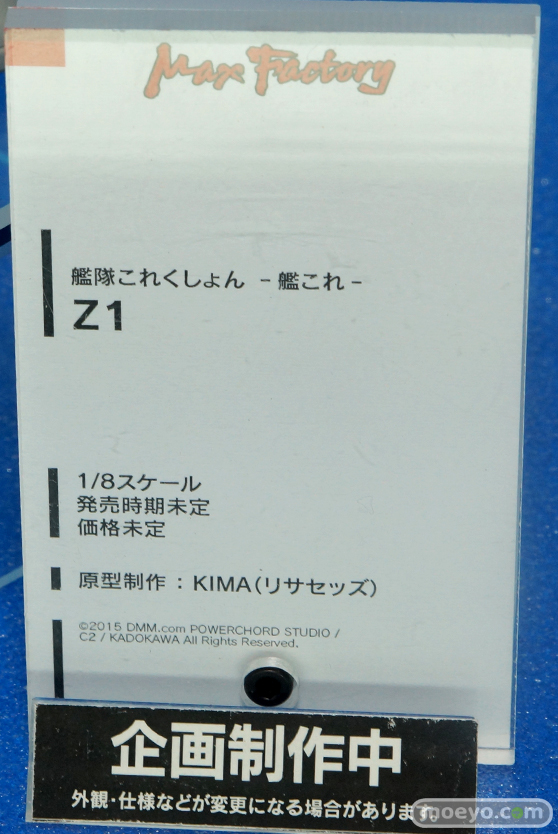 Max Factory
艦隊これくしょん －艦これ－
Z1
1/8スケール
発売時期未定
価格未定
原型制作：KIMA(リサセッズ)
©2015 DMM.com POWERCHORD STUDIO /
C2 / KADOKAWA All Rights Reserved.
企画制作中
外観・仕様などが変更になる場合があります。
moeyo.com